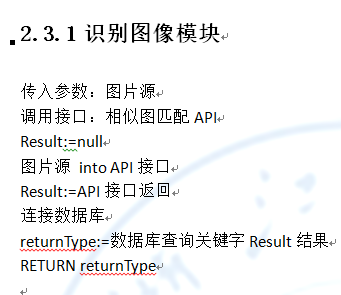 2.3.1 识别图像模块
传入参数：图片源
调用接口：相似图匹配 API
Result:=null
图片源 into API 接口
Result:=API 接口返回
连接数据库
returnType:=数据库查询关键字 Result 结果
RETURN returnType